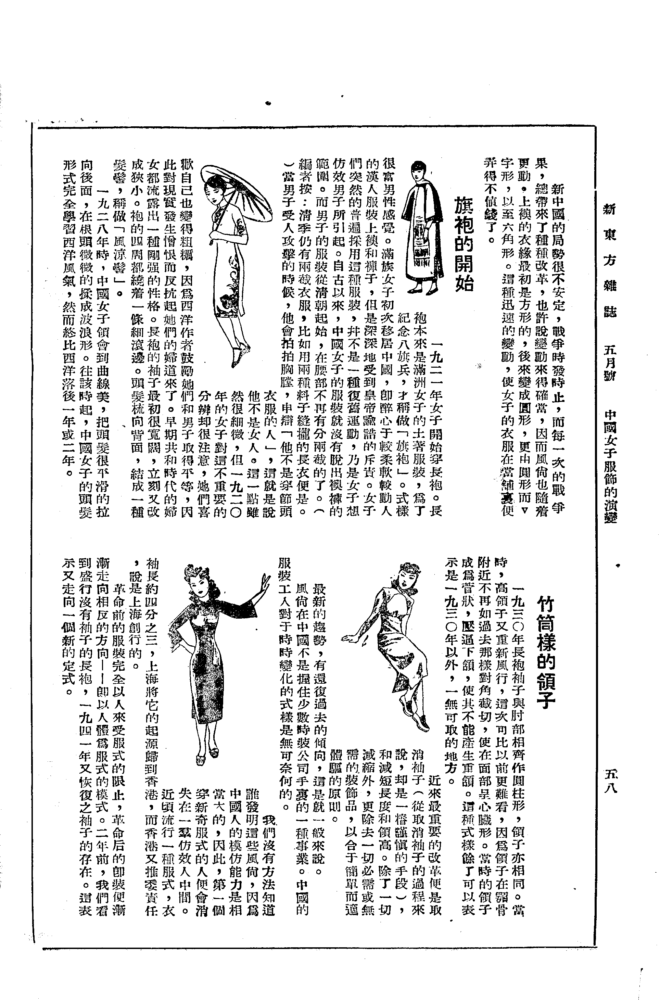 新東方雜誌　五月號　中國女子服飾的演變　五八
新中國的局勢很不安定，戰爭時發時止，而每一次的戰爭
果，總帶來了種種改革，也許說變動來得確當，因而風尙也隨着
更動。上襖的衣緣最初是方形的，後來變成圓形，更由圓形而▽
字形，以至六角形。這種迅速的變動，使女子的衣服在當舖裏便
弄得不值錢了。
旗袍的開始
一九二一年女子開始穿長袍。長
袍本來是滿洲女子的土著服裝，爲了
紀念八旗兵，才稱做「旗袍」。式樣
很富男性感覺。滿族女子初次移居中國，卽醉心于較柔軟較動人
的漢人服裝上襖和褲子，但是深深地受到皇帝諭誥的斥責。女子
們突然的普遍採用這種服裝，幷不是一種復舊運動，乃是女子想
仿效男子所引起。自古以來，中國女子的服裝就沒有脫出襖褲的
範圍。而男子的服裝從淸朝起始，在腰部不再有分兩截的了。（
編者按：淸季仍有兩截衣服，比如用兩種料子縫攏的長衣便是。
）當男子受人攻擊的時候，他會拍拍胸膛，申辯「他不是穿節頭
衣服的人」，這就是說
他不是女人。這一點雖
然很細微，但一九二〇
年的女子對這不重要的
分辨却很注意，她們喜
歡自己也變得粗糲，因爲西洋作者鼓勵她們和男子取得平等，因
此對現實發生憎恨而反抗起她們的婦道來了。早期共和時代的婦
女都流露出一種剛强的性格。長袍的袖子最初很寬闊，立刻又改
成狹小。袍的四周都繞着一條細滾邊。頭髮梳向背面，結成一種
髮髻，稱做「風凉髻」。
一九二八年時，中國女子領會到曲線美，把頭髮很平滑的拉
向後面，在根頭微微的揉成波浪形。往該時起，中國女子的頭髮
形式完全學習西洋風氣，然而終比西洋落後一年或二年。
竹筒樣的領子
一九三〇年長袍袖子與肘部相齊作圓柱形，領子亦相同。當
時，高領子又重新風行，這次可比以前更難看，因爲領子在顎骨
附近不再如過去那樣對角截切，使在面部呈心臟形。當時的領子
成爲菅狀，壓逼下頷，使其不能產生重頷。這種式樣餘了可以表
示是一九三〇年以外，一無可取的地方。
近來最重要的改革便是取
消袖子（從取消袖子的過程來
說，却是一樁謹愼的手段），
和減短長度和領高。除了一切
減縮外，更除去一切必需或無
需的裝飾品，以合于簡單而適
體軀的原則。
最新的趨勢，有還復過去的傾向，這是就一般來說。
風尙在中國不是握住少數時裝公司手裏的一種事業。中國的
服裝工人對于時時變化的式樣是無可奈何的。
我們沒有方法知道
誰發明這些風尙，因爲
中國人的模仿能力是相
當大的，因此，第一個
穿新奇服式的人便會消
失在一羣仿效人中間。
近頃流行一種服式，衣
袖長約四分之三，上海將它的起源歸到香港，而香港又推委責任
，說是上海創行的。
革命前的服裝完全以人來受服式的限止，革命后的卽裝便漸
漸走向相反的方向——卽以人體爲服式的模式。二年前，我們看
到盛行沒有袖子的長袍，一九四一年又恢復之袖子的存在。這表
示又走向一個新的定式。